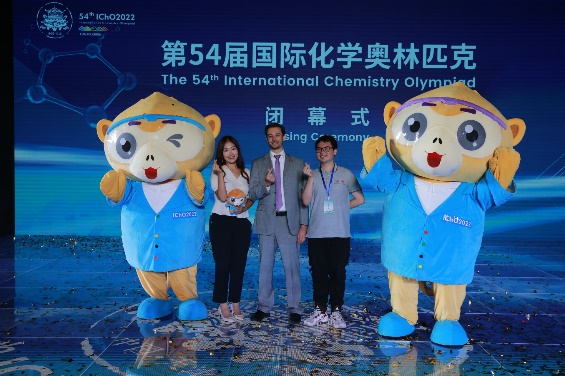 54th IChO2022
第54届国际化学奥林匹克
The 54th International Chemistry Olympiad
闭幕式
sing Ceremony
IChO2022
IChO2022